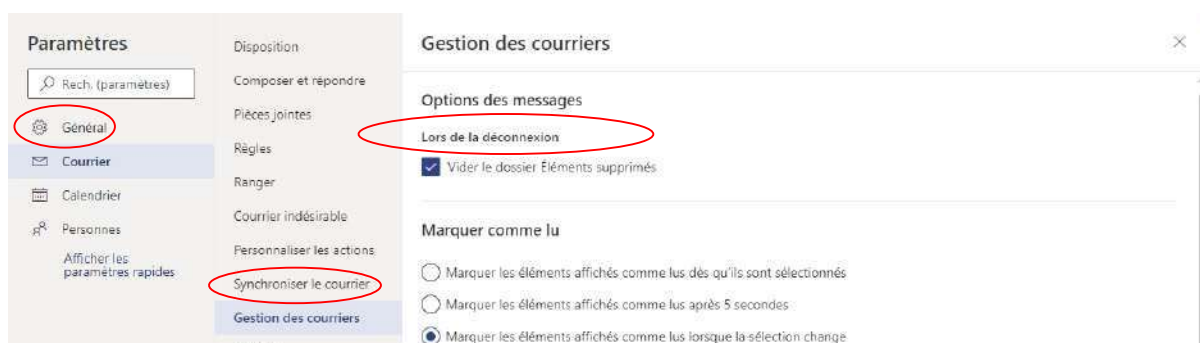 Paramètres
Rech. (paramètres)
Général
Courrier
Calendrier
Personnes
Afficher les
paramètres rapides
Disposition
Composer et répondre
Pièces jointes
Règles
Ranger
Courrier indésirable
Personnaliser les actions
Synchroniser le courrier
Gestion des courriers
Gestion des courriers
Options des messages
Lors de la déconnexion
Vider le dossier Éléments supprimés
Marquer comme lu
Marquer les éléments affichés comme lus dès qu'ils sont sélectionnés
Marquer les éléments affichés comme lus après 5 secondes
Marquer les éléments affichés comme lus lorsque la sélection change